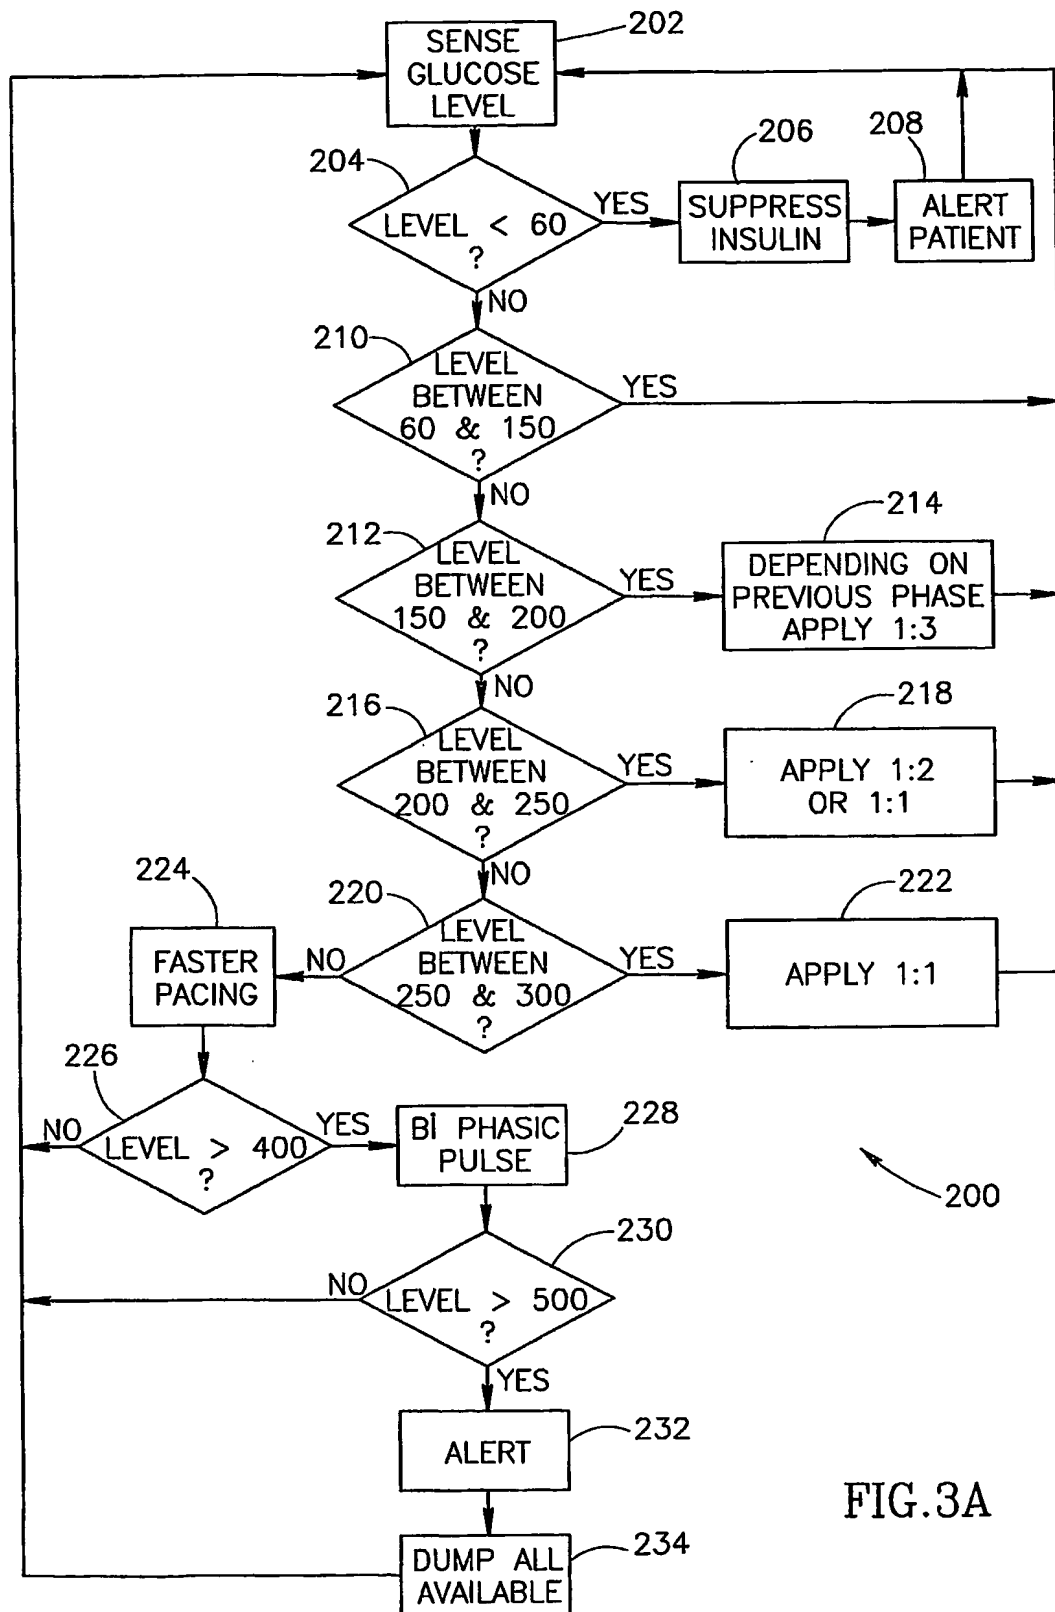 202
SENSE
GLUCOSE
LEVEL
204
LEVEL < 60
?
YES
206
SUPPRESS
INSULIN
208
ALERT
PATIENT
NO
210
LEVEL
BETWEEN
60 & 150
?
YES
NO
212
LEVEL
BETWEEN
150 & 200
?
YES
214
DEPENDING ON
PREVIOUS PHASE
APPLY 1:3
NO
216
LEVEL
BETWEEN
200 & 250
?
YES
218
APPLY 1:2
OR 1:1
NO
220
LEVEL
BETWEEN
250 & 300
?
YES
222
APPLY 1:1
NO
224
FASTER
PACING
226
LEVEL > 400
?
NO
YES
BI PHASIC
PULSE
228
200
230
LEVEL > 500
?
NO
YES
ALERT
232
DUMP ALL
AVAILABLE
234
FIG.3A